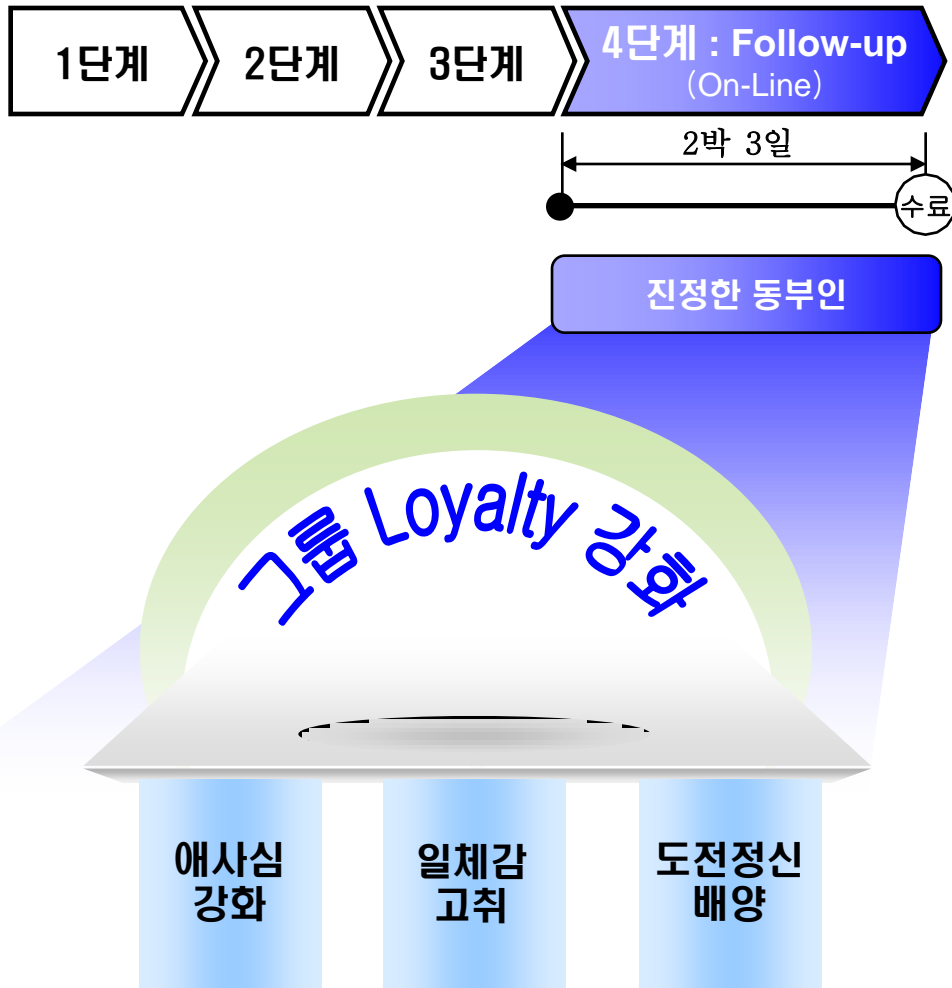 1단계
2단계
3단계
4단계 : Follow-up
(On-Line)
2박 3일
수료
진정한 동부인
그룹 Loyalty 강화
애사심
강화
일체감
고취
도전정신
배양